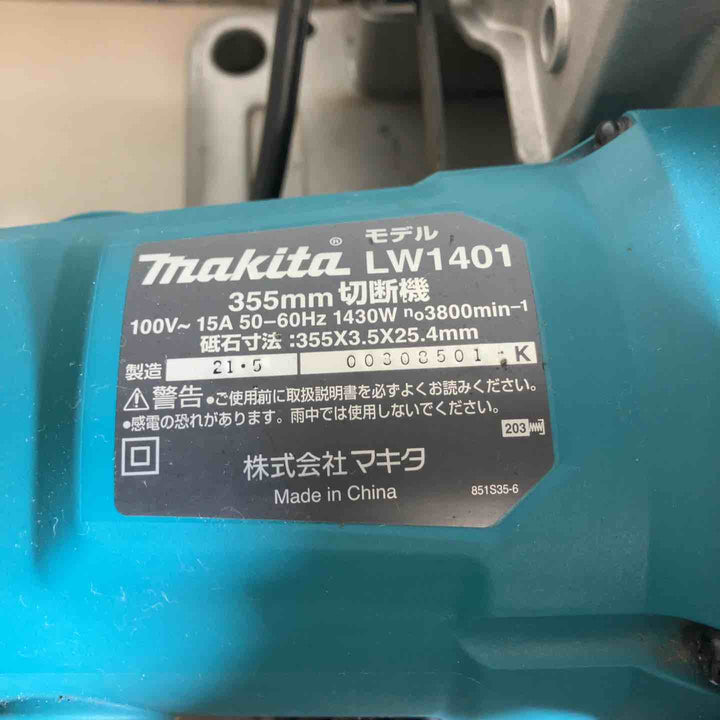 makita® モデル LW1401
355mm 切断機
100V～ 15A 50–60Hz 1430W n₀3800min⁻¹
砥石寸法:355X3.5X25.4mm
製造 21・5 00308501・K
警告 ●ご使用前に取扱説明書を必ずよくお読みください。
●感電の恐れがあります。雨中では使用しないでください。
203
株式会社マキタ
Made in China
851S35-6